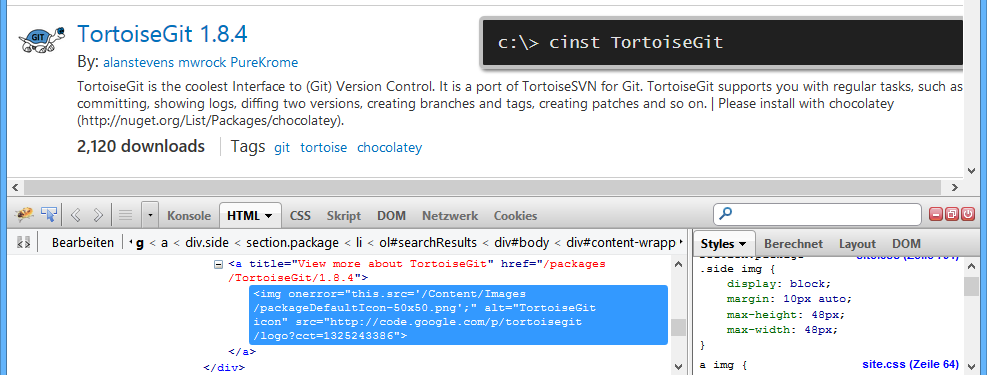 GIT
TortoiseGit 1.8.4
c:\> cinst TortoiseGit
By: alanstevens mwrock PureKrome
TortoiseGit is the coolest Interface to (Git) Version Control. It is a port of TortoiseSVN for Git. TortoiseGit supports you with regular tasks, such as
committing, showing logs, diffing two versions, creating branches and tags, creating patches and so on. | Please install with chocolatey
(http://nuget.org/List/Packages/chocolatey).
2,120 downloads Tags git tortoise chocolatey
Konsole HTML CSS Skript DOM Netzwerk Cookies
Bearbeiten g < a < div.side < section.package < li < ol#searchResults < div#body < div#content-wrapp
Styles Berechnet Layout DOM
<a title="View more about TortoiseGit" href="/packages
/TortoiseGit/1.8.4">
<img onerror="this.src='/Content/Images
/packageDefaultIcon-50x50.png';" alt="TortoiseGit
icon" src="http://code.google.com/p/tortoisegit
/logo?cct=1325243386">
</a>
</div>
.side img {
display: block;
margin: 10px auto;
max-height: 48px;
max-width: 48px;
}
a img { site.css (Zeile 64)